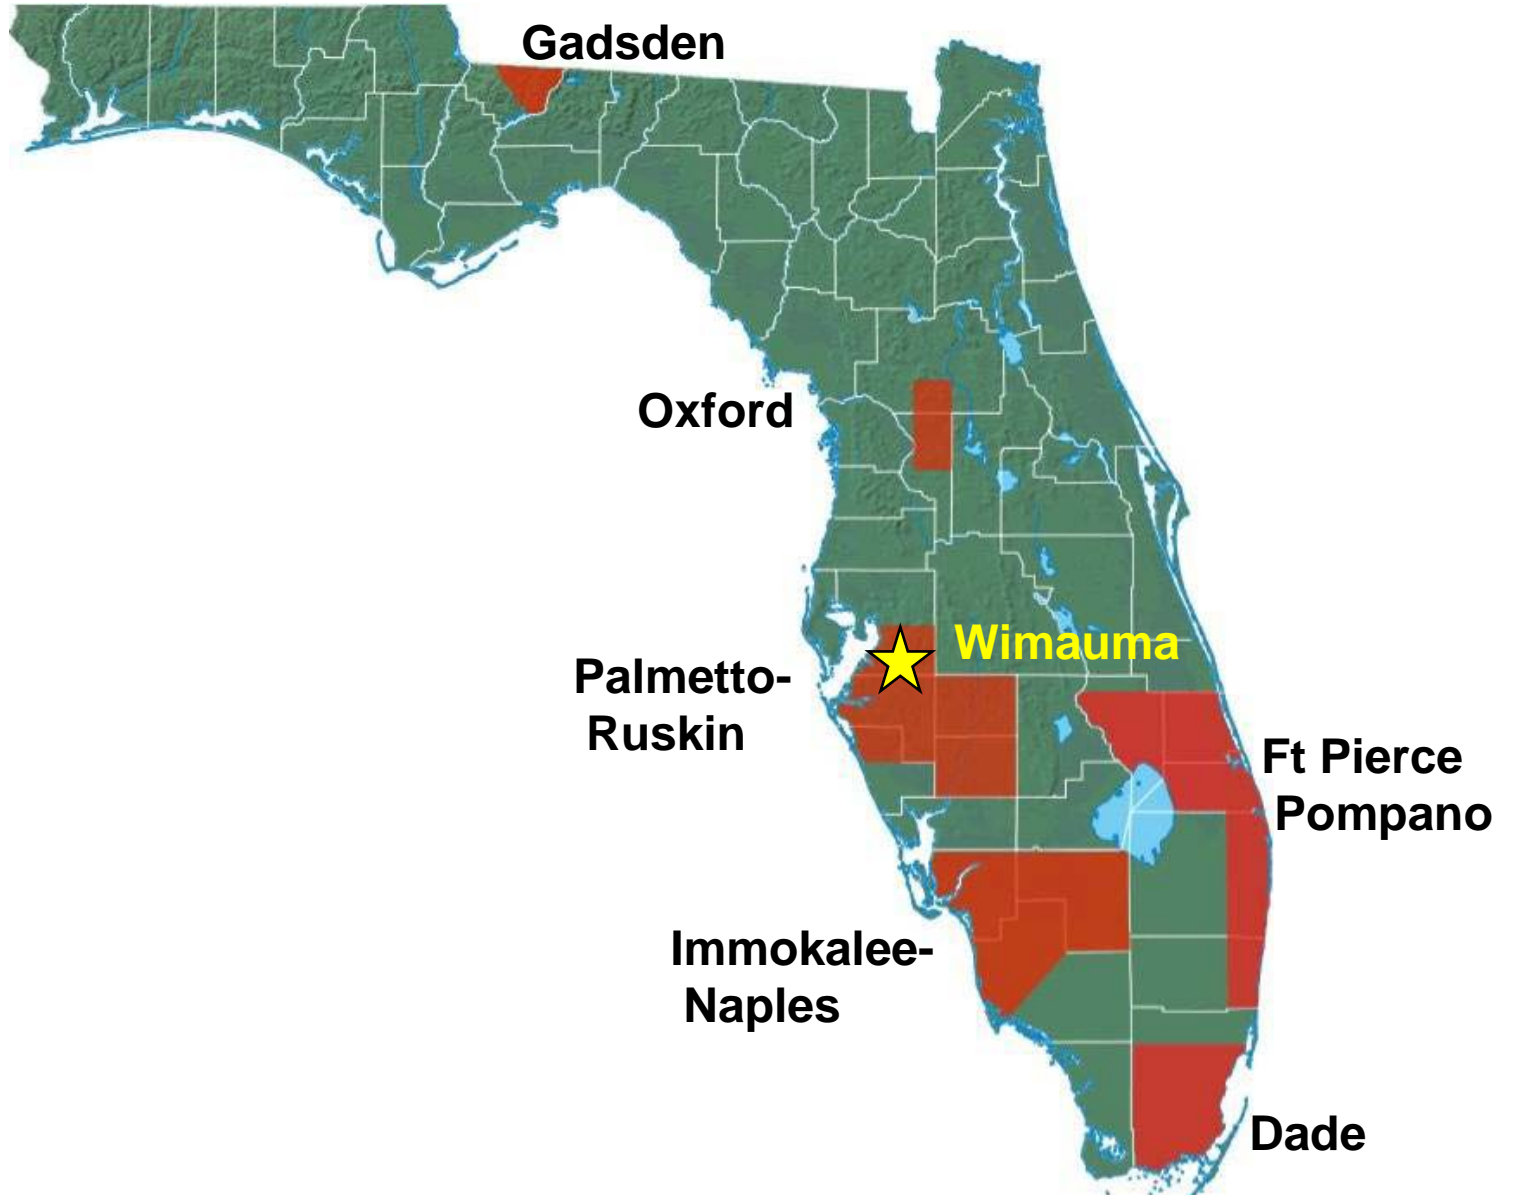 Gadsden
Oxford
Wimauma
Palmetto-
Ruskin
Ft Pierce
Pompano
Immokalee-
Naples
Dade